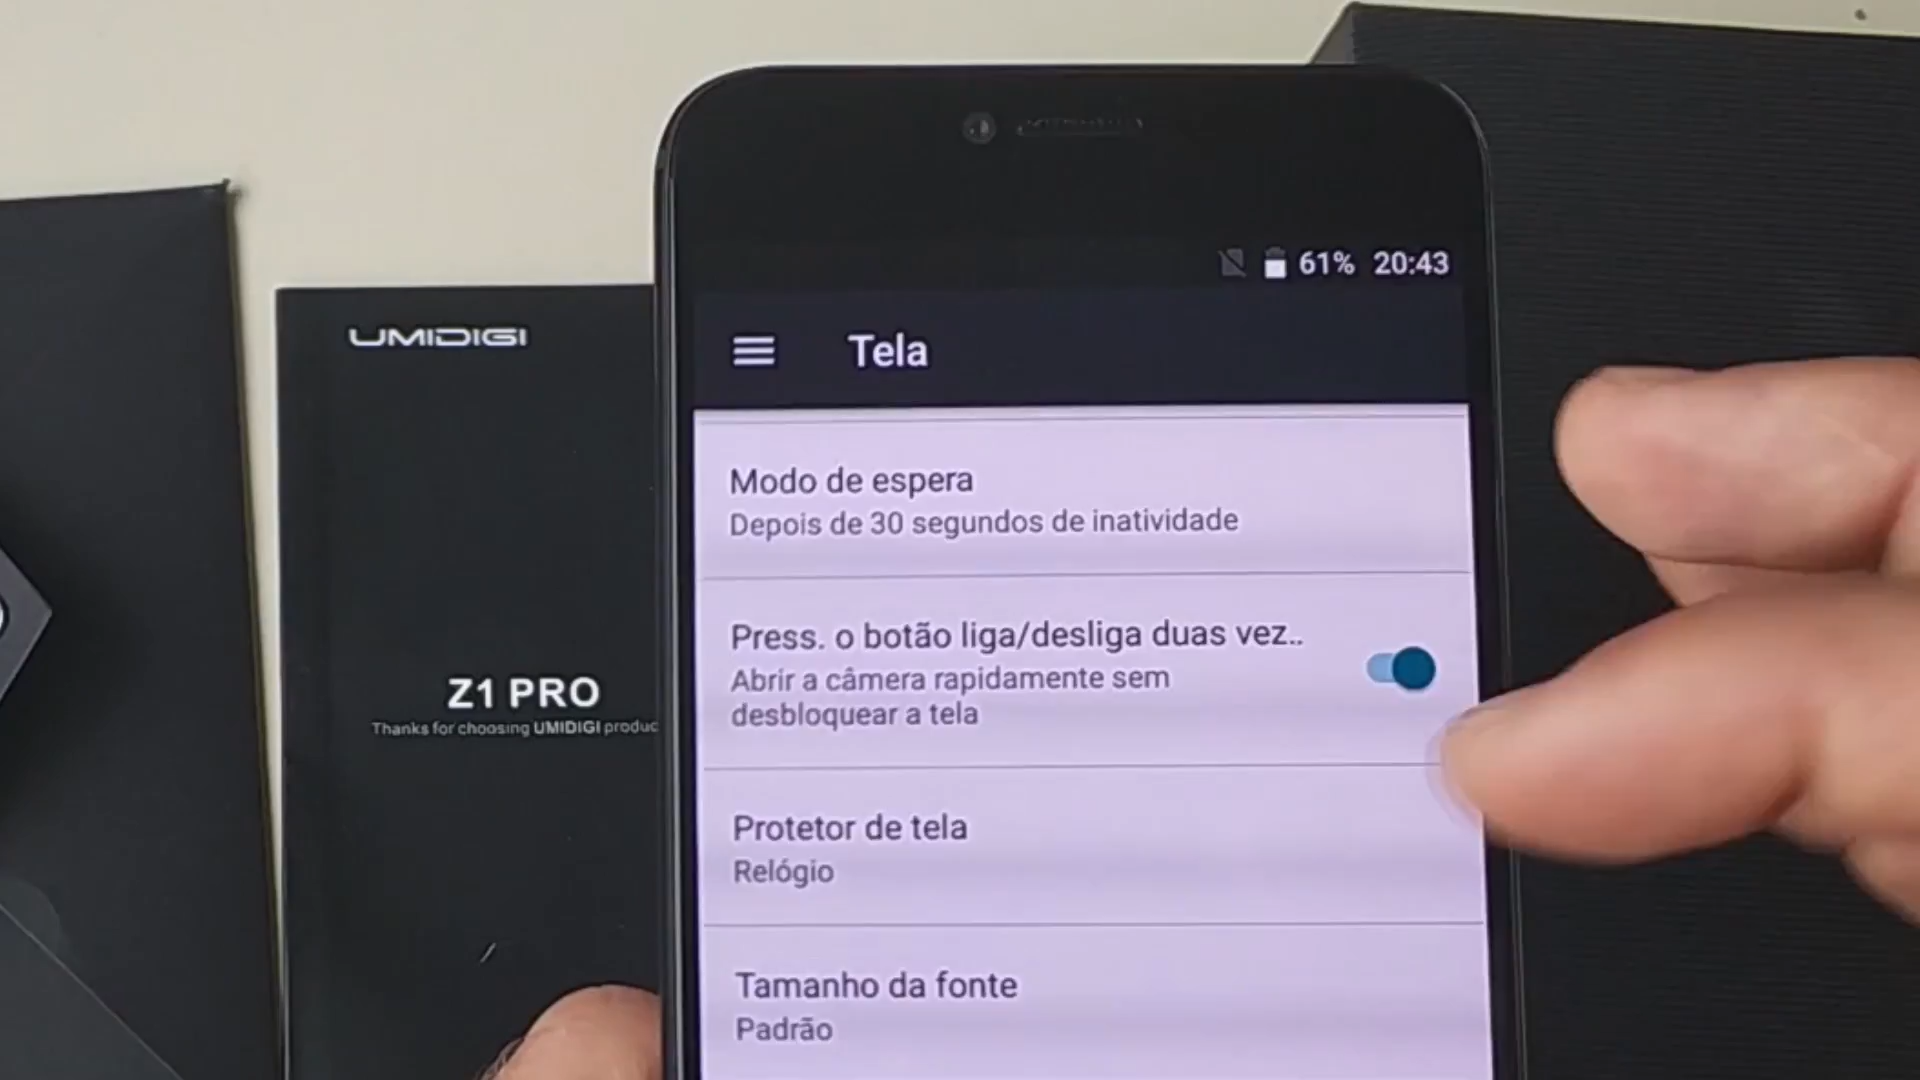 61% 20:43
UMIDIGI
Tela
Modo de espera
Depois de 30 segundos de inatividade
Press. o botão liga/desliga duas vez..
Abrir a câmera rapidamente sem
desbloquear a tela
Z1 PRO
Thanks for choosing UMIDIGI produc
Protetor de tela
Relógio
Tamanho da fonte
Padrão